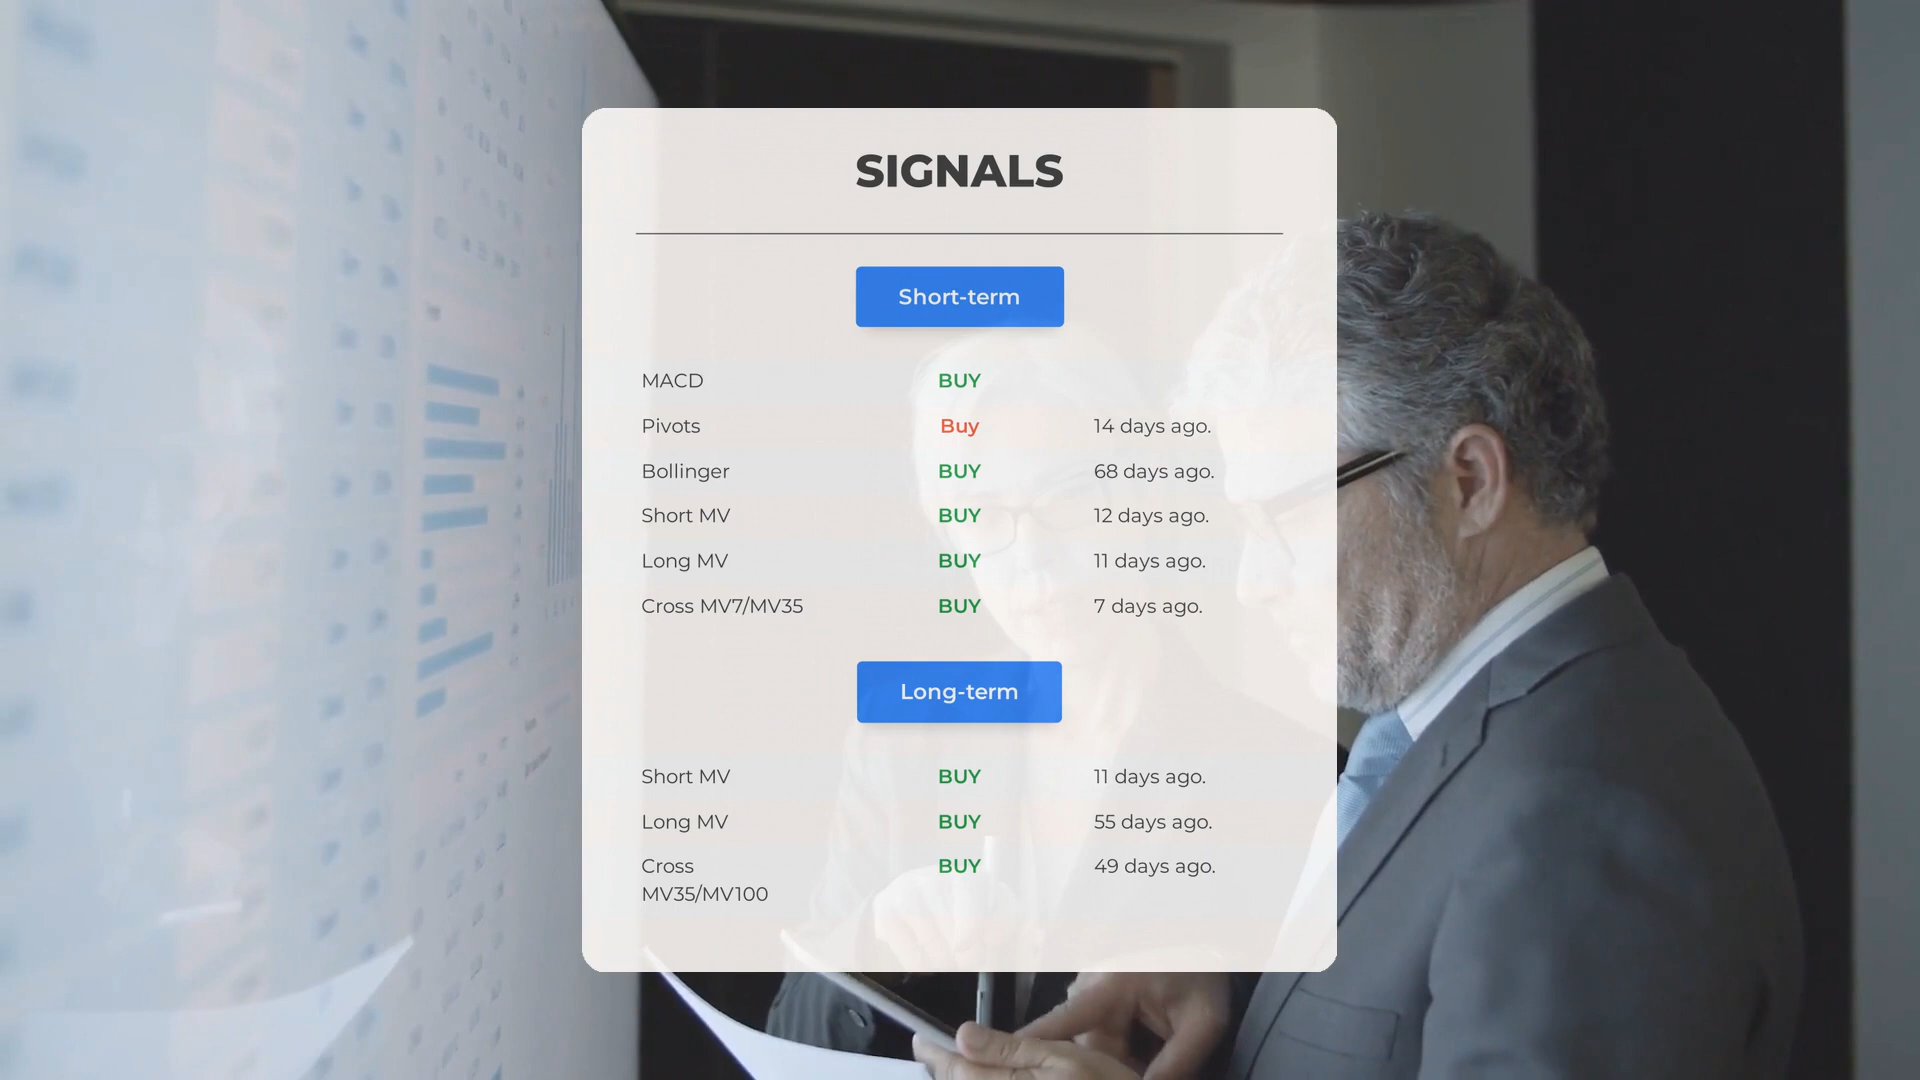 SIGNALS
Short-term
MACD BUY
Pivots Buy 14 days ago.
Bollinger BUY 68 days ago.
Short MV BUY 12 days ago.
Long MV BUY 11 days ago.
Cross MV7/MV35 BUY 7 days ago.
Long-term
Short MV BUY 11 days ago.
Long MV BUY 55 days ago.
Cross BUY 49 days ago.
MV35/MV100